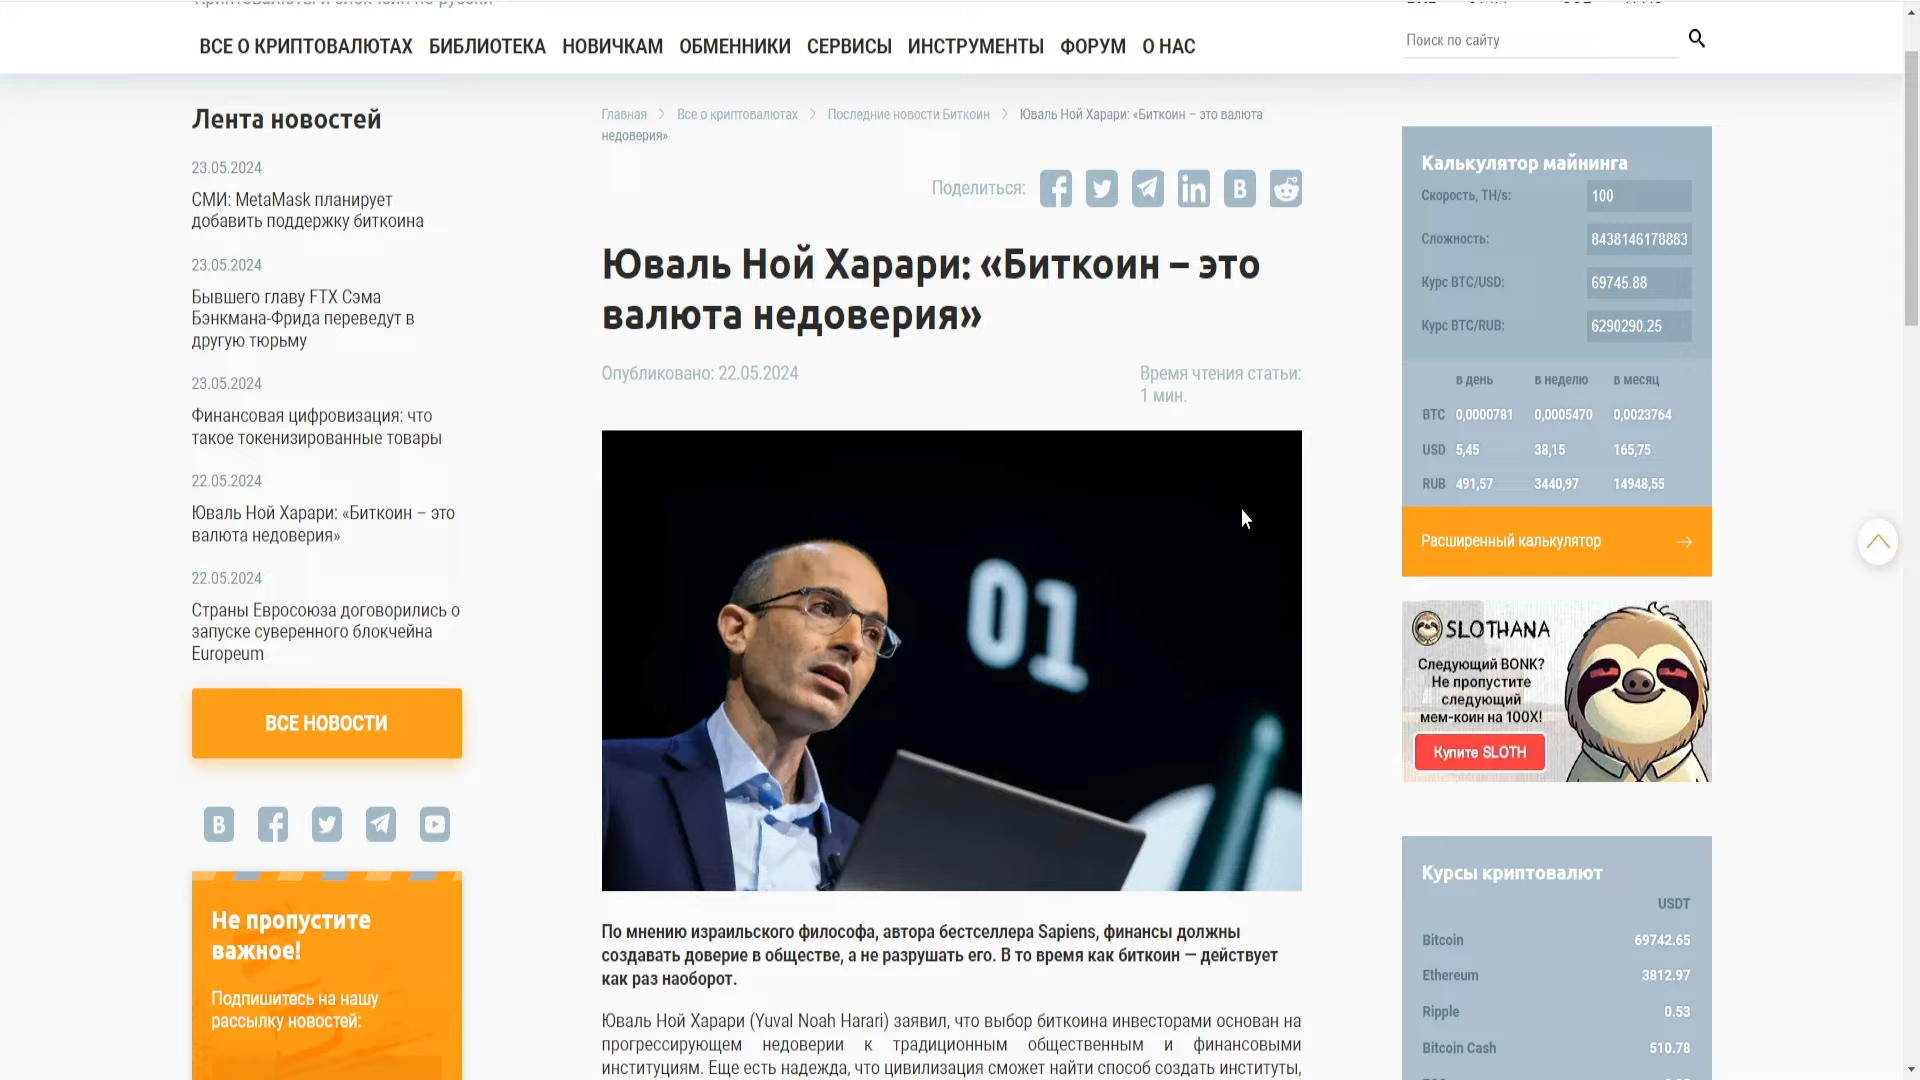 ВСЕ О КРИПТОВАЛЮТАХ БИБЛИОТЕКА НОВИЧКАМ ОБМЕННИКИ СЕРВИСЫ ИНСТРУМЕНТЫ ФОРУМ О НАС
Поиск по сайту
Лента новостей
23.05.2024
СМИ: MetaMask планирует
добавить поддержку биткоина
23.05.2024
Бывшего главу FTX Сэма
Бэнкмана-Фрида переведут в
другую тюрьму
23.05.2024
Финансовая цифровизация: что
такое токенизированные товары
22.05.2024
Юваль Ной Харари: «Биткоин – это
валюта недоверия»
22.05.2024
Страны Евросоюза договорились о
запуске суверенного блокчейна
Europeum
ВСЕ НОВОСТИ
Не пропустите
важное!
Подпишитесь на нашу
рассылку новостей:
Главная > Все о криптовалютах > Последние новости Биткоин > Юваль Ной Харари: «Биткоин – это валюта
недоверия»
Поделиться:
Юваль Ной Харари: «Биткоин – это
валюта недоверия»
Опубликовано: 22.05.2024
Время чтения статьи:
1 мин.
01
По мнению израильского философа, автора бестселлера Sapiens, финансы должны
создавать доверие в обществе, а не разрушать его. В то время как биткоин — действует
как раз наоборот.
Юваль Ной Харари (Yuval Noah Harari) заявил, что выбор биткоина инвесторами основан на
прогрессирующем недоверии к традиционным общественным и финансовыми
институциям. Еще есть надежда, что цивилизация сможет найти способ создать институты,
Калькулятор майнинга
Скорость, TH/s: 100
Сложность: 8438146178883
Курс BTC/USD: 69745.88
Курс BTC/RUB: 6290290.25
в день в неделю в месяц
BTC 0,0000781 0,0005470 0,0023764
USD 5,45 38,15 165,75
RUB 491,57 3440,97 14948,55
Расширенный калькулятор
SLOTHANA
Следующий BONK?
Не пропустите
следующий
мем-коин на 100X!
Купите SLOTH
Курсы криптовалют
USDT
Bitcoin 69742.65
Ethereum 3812.97
Ripple 0.53
Bitcoin Cash 510.78